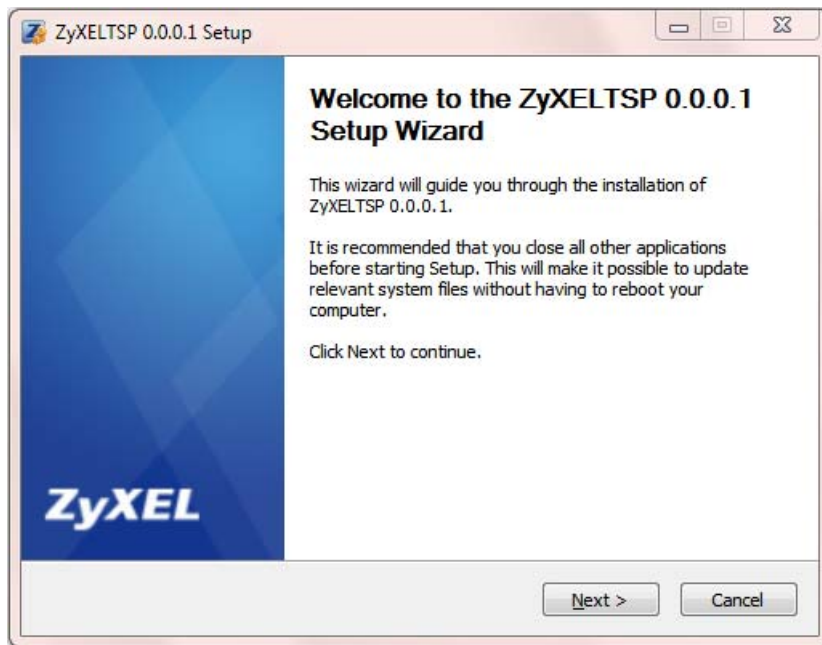 ZyXELTSP 0.0.0.1 Setup
Welcome to the ZyXELTSP 0.0.0.1
Setup Wizard
This wizard will guide you through the installation of
ZyXELTSP 0.0.0.1.
It is recommended that you close all other applications
before starting Setup. This will make it possible to update
relevant system files without having to reboot your
computer.
Click Next to continue.
ZyXEL
Next >
Cancel